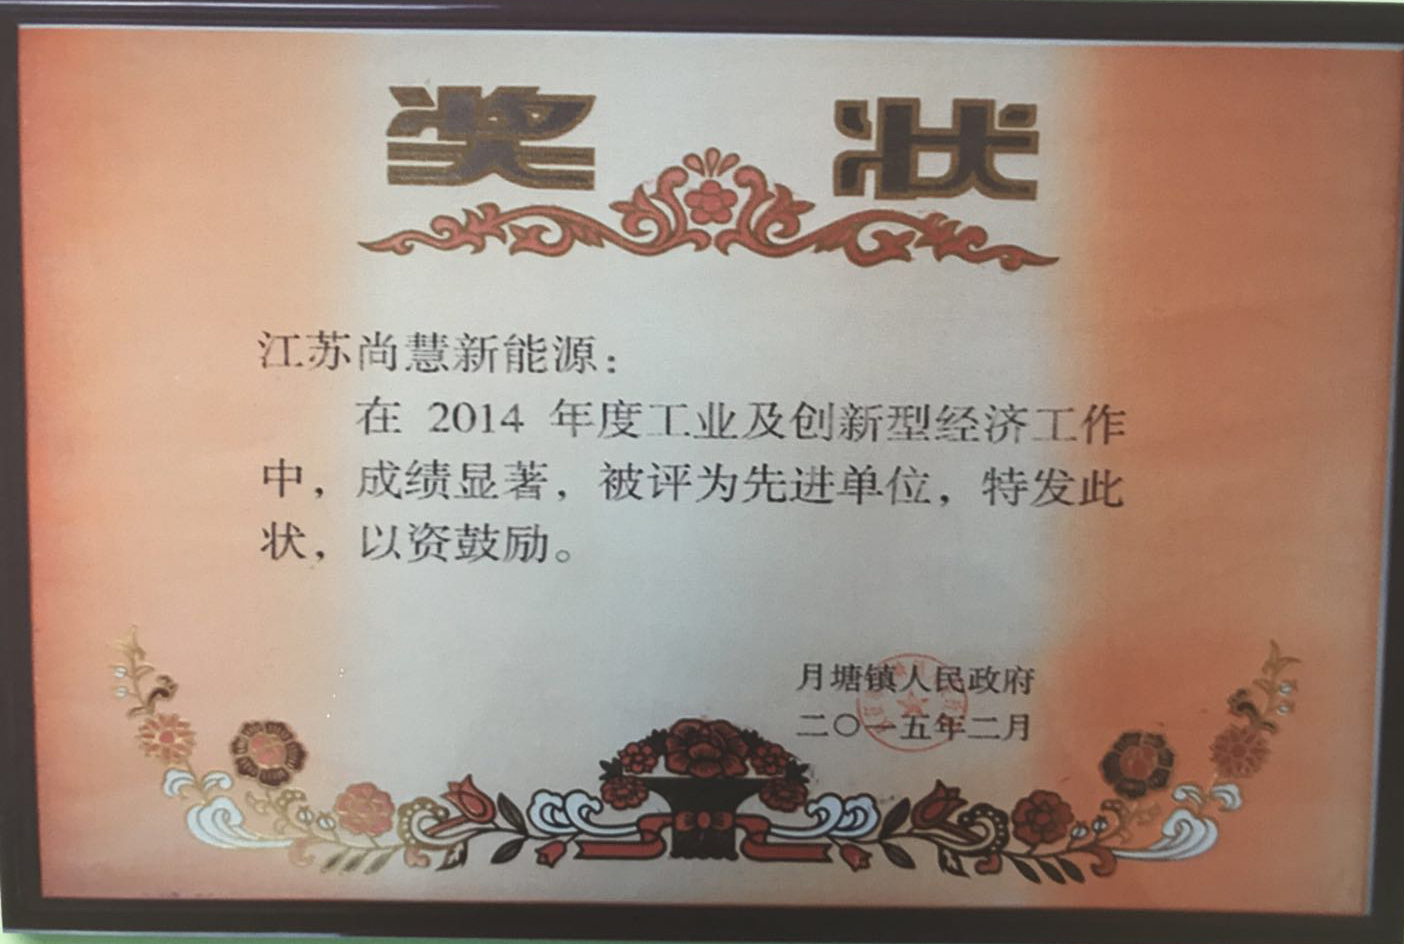 奖状
江苏尚慧新能源：
在 2014 年度工业及创新型经济工作
中，成绩显著，被评为先进单位，特发此
状，以资鼓励。
月塘镇人民政府
二〇一五年二月